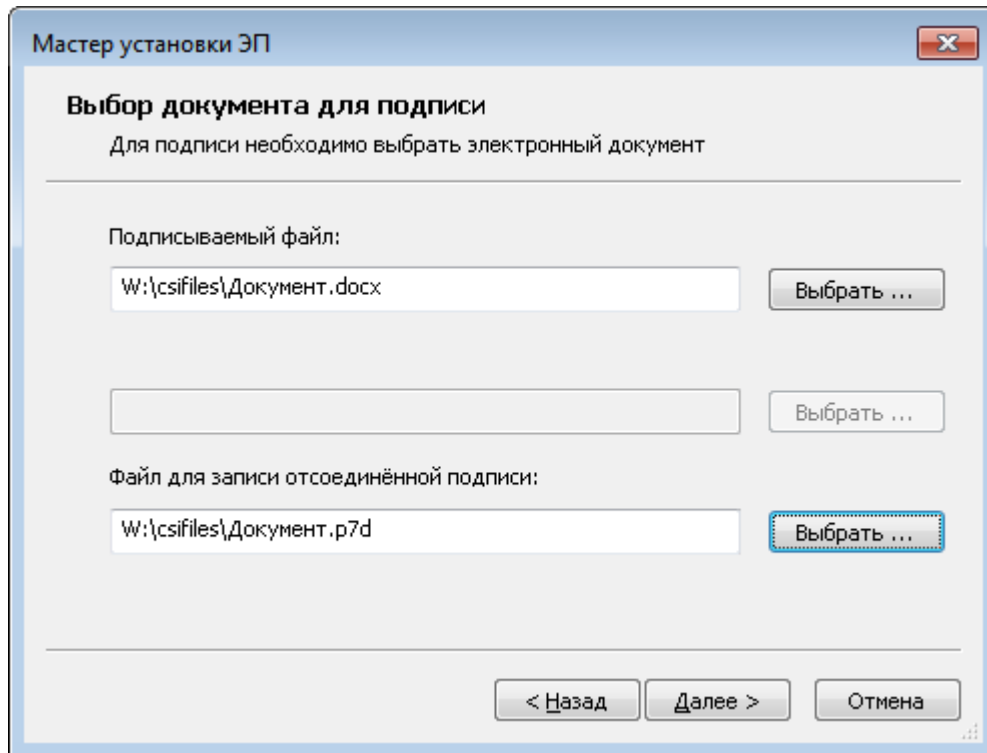 Мастер установки ЭП
Выбор документа для подписи
Для подписи необходимо выбрать электронный документ
Подписываемый файл:
W:\csifiles\Документ.docx
Выбрать ...
Выбрать ...
Файл для записи отсоединённой подписи:
W:\csifiles\Документ.p7d
Выбрать ...
< Назад
Далее >
Отмена